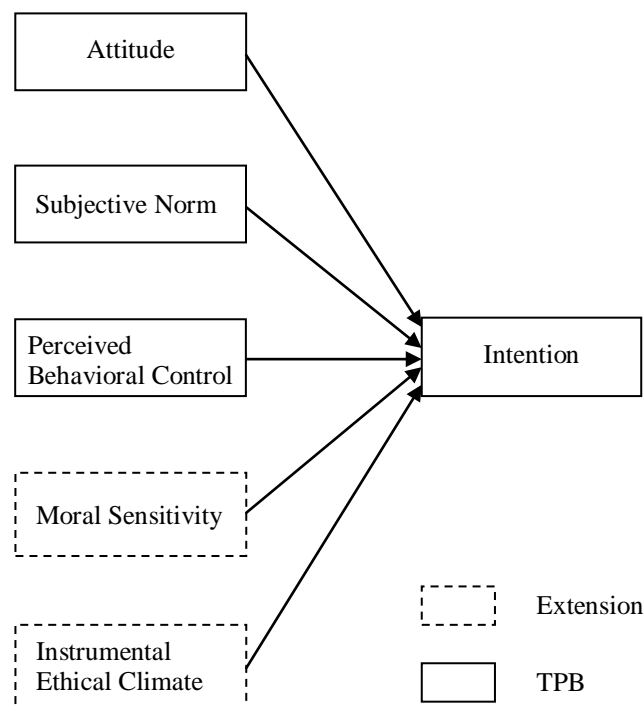 Attitude
Subjective Norm
Perceived
Behavioral Control
Intention
Moral Sensitivity
Instrumental
Ethical Climate
Extension
TPB